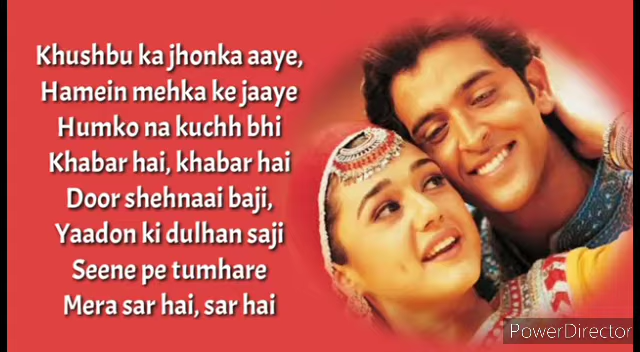 Khushbu ka jhonka aaye,
Hamein mehka ke jaaye
Humko na kuchh bhi
Khabar hai, khabar hai
Door shehnaai baji,
Yaadon ki dulhan saji
Seene pe tumhare
Mera sar hai, sar hai
PowerDirector